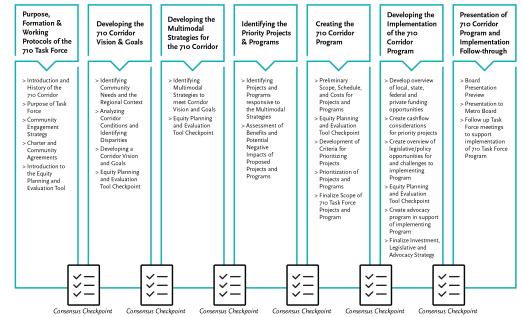 Purpose,
Formation &
Working
Protocols of the
710 Task Force
> Introduction and
History of the
710 Corridor
> Purpose of Task
Force
> Community
Engagement
Strategy
> Charter and
Community
Agreements
> Introduction to
the Equity
Planning and
Evaluation Tool
Developing the
710 Corridor
Vision & Goals
> Identifying
Community
Needs and the
Regional Context
> Analyzing
Corridor
Conditions and
Identifying
Disparities
> Developing a
Corridor Vision
and Goals
> Equity Planning
and Evaluation
Tool Checkpoint
Developing the
Multimodal
Strategies for
the 710 Corridor
> Identifying
Multimodal
Strategies to
meet Corridor
Vision and Goals
> Equity Planning
and Evaluation
Tool Checkpoint
Identifying the
Priority Projects
& Programs
> Identifying
Projects and
Programs
responsive to
the Multimodal
Strategies
> Assessment of
Benefits and
Potential
Negative
Impacts of
Proposed
Projects and
Programs
Creating the
710 Corridor
Program
> Preliminary
Scope, Schedule,
and Costs for
Projects and
Programs
> Equity Planning
and Evaluation
Tool Checkpoint
> Development of
Criteria for
Prioritizing
Projects
> Prioritization of
Projects and
Programs
> Finalize Scope of
710 Task Force
Projects and
Program
Developing the
Implementation
of the 710
Corridor
Program
> Develop overview
of local, state,
federal and
private funding
opportunities
> Create cashflow
considerations
for priority projects
> Create overview of
legislative/policy
opportunities for
and challenges to
implementing
Program
> Equity Planning
and Evaluation
Tool Checkpoint
> Create advocacy
program in support
of implementing
Program
> Finalize Investment,
Legislative and
Advocacy Strategy
Presentation of
710 Corridor
Program and
Implementation
Follow-through
> Board
Presentation
Preview
> Presentation to
Metro Board
> Follow up Task
Force meetings
to support
implementation
of 710 Task Force
Program
Consensus Checkpoint
Consensus Checkpoint
Consensus Checkpoint
Consensus Checkpoint
Consensus Checkpoint
Consensus Checkpoint